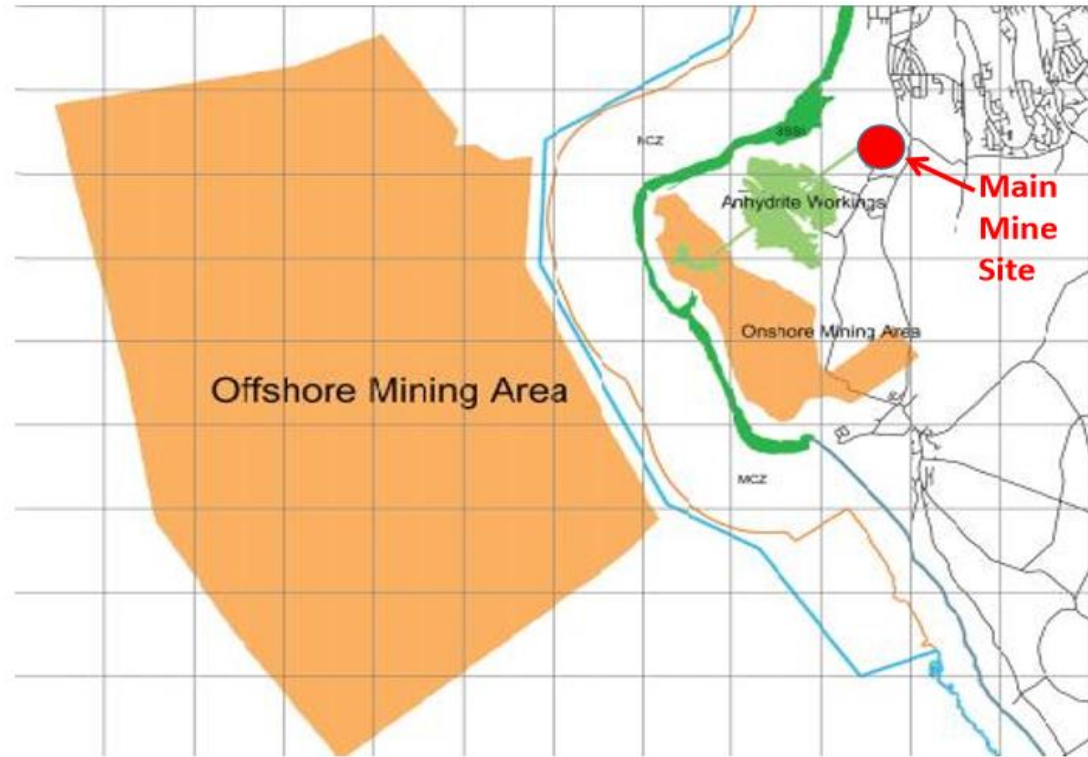 MCZ
SSSI
Main
Mine
Site
Anhydrite Workings
Onshore Mining Area
Offshore Mining Area
MCZ